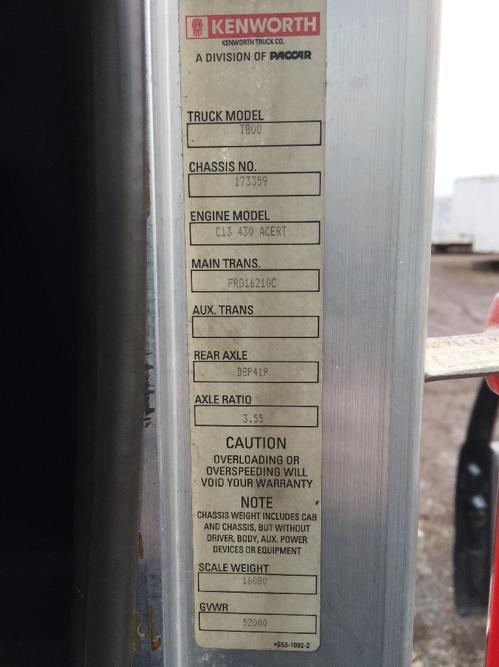 KENWORTH
KENWORTH TRUCK CO.
A DIVISION OF PACCAR
TRUCK MODEL
T800
CHASSIS NO.
173359
ENGINE MODEL
C13 430 ACERT
MAIN TRANS.
FRO16210C
AUX. TRANS
REAR AXLE
DSP41P
AXLE RATIO
3.55
CAUTION
OVERLOADING OR
OVERSPEEDING WILL
VOID YOUR WARRANTY
NOTE
CHASSIS WEIGHT INCLUDES CAB
AND CHASSIS, BUT WITHOUT
DRIVER, BODY, AUX. POWER
DEVICES OR EQUIPMENT
SCALE WEIGHT
16080
GVWR
52000
•S53-1092-2